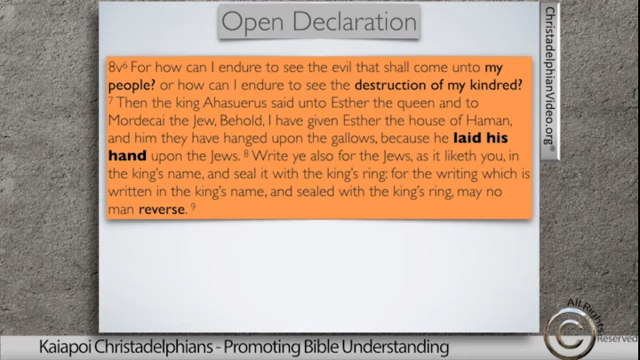 Open Declaration
8v6 For how can I endure to see the evil that shall come unto my
people? or how can I endure to see the destruction of my kindred?
7 Then the king Ahasuerus said unto Esther the queen and to
Mordecai the Jew, Behold, I have given Esther the house of Haman,
and him they have hanged upon the gallows, because he laid his
hand upon the Jews. 8 Write ye also for the Jews, as it liketh you, in
the king's name, and seal it with the king's ring: for the writing which is
written in the king's name, and sealed with the king's ring, may no
man reverse. 9
ChristadelphianVideo.org®
All Rights
C
Reserved
Kaiapoi Christadelphians - Promoting Bible Understanding